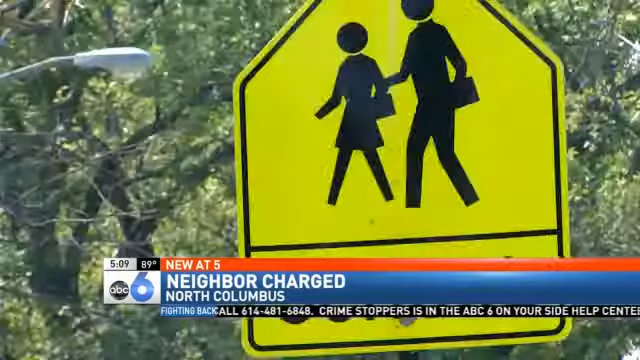 5:09 89° NEW AT 5
abc 6 NEIGHBOR CHARGED
NORTH COLUMBUS
FIGHTING BACK CALL 614-481-6848. CRIME STOPPERS IS IN THE ABC 6 ON YOUR SIDE HELP CENTER